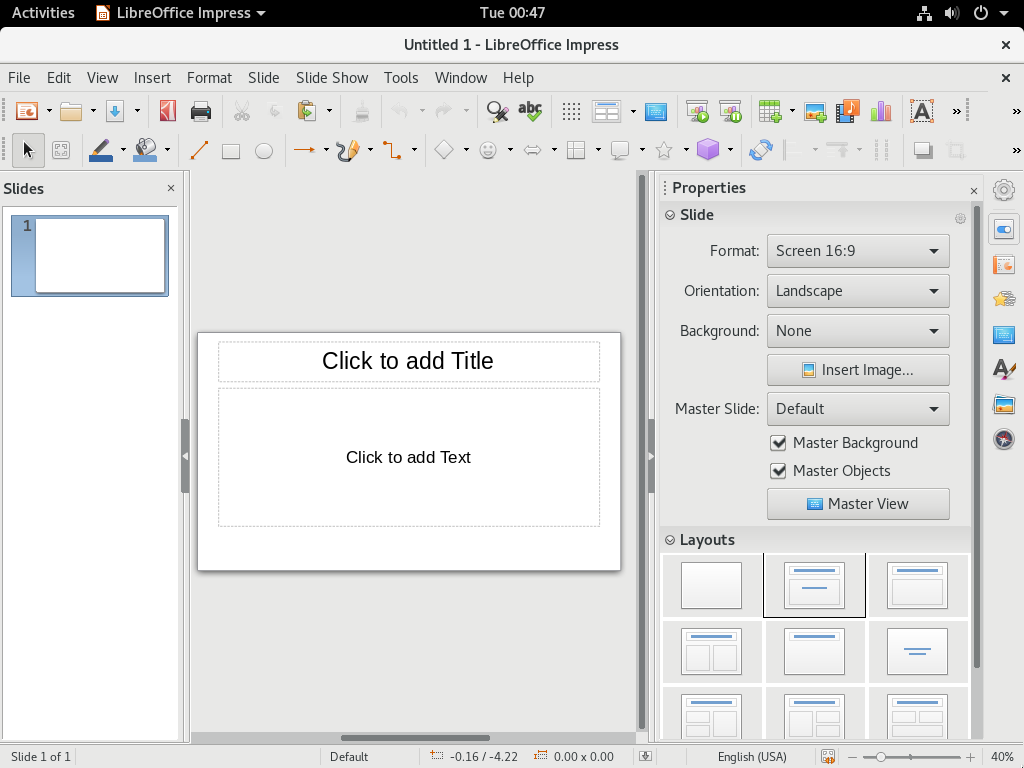 Activities LibreOffice Impress Tue 00:47
Untitled 1 - LibreOffice Impress
File Edit View Insert Format Slide Slide Show Tools Window Help
abc A
Slides
Properties
Slide
1
Format: Screen 16:9
Orientation: Landscape
Background: None
Click to add Title
Insert Image...
Master Slide: Default
Master Background
Click to add Text
Master Objects
Master View
Layouts
Slide 1 of 1 Default -0.16 / -4.22 0.00 x 0.00 English (USA) 40%